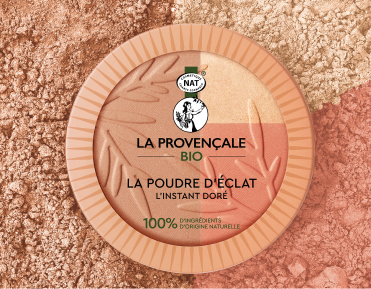 NAT
LA PROVENÇALE
BIO
LA POUDRE D'ÉCLAT
L'INSTANT DORÉ
100% D'INGRÉDIENTS
D'ORIGINE NATURELLE